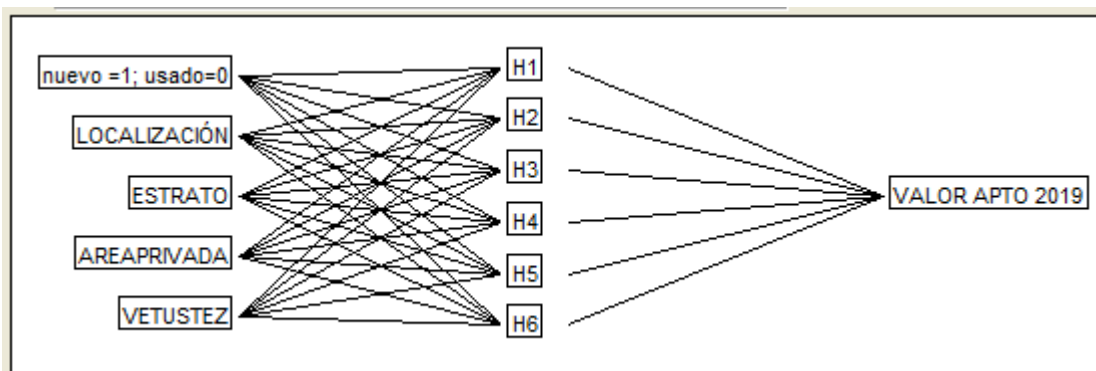 nuevo =1; usado=0
LOCALIZACIÓN
ESTRATO
AREAPRIVADA
VETUSTEZ
H1
H2
H3
H4
H5
H6
VALOR APTO 2019